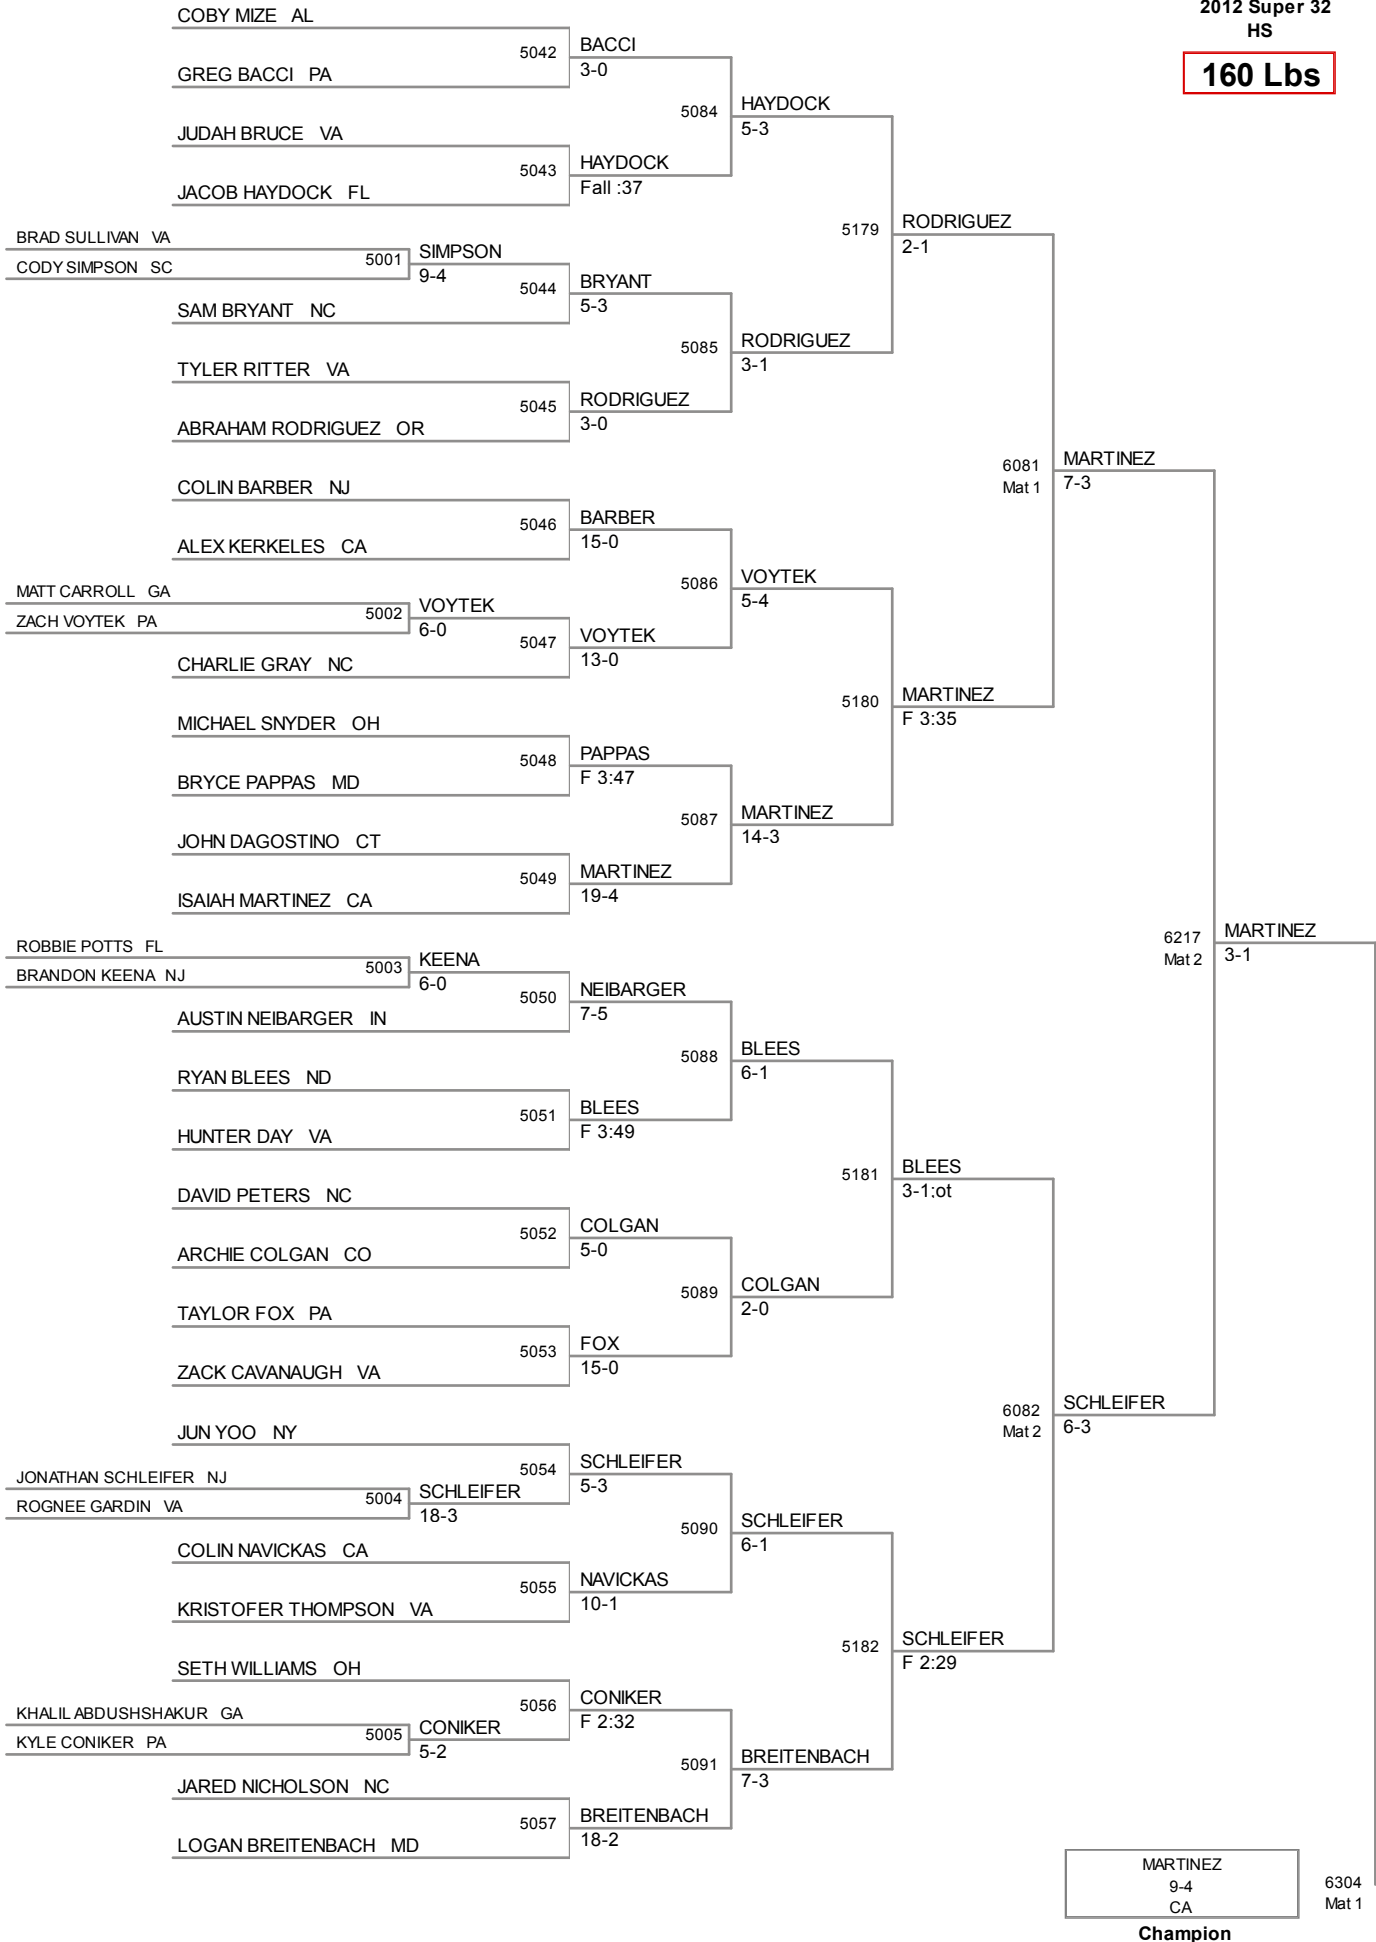 2012 Super 32
HS
160 Lbs
COBY MIZE AL
5042 BACCI
3-0
GREG BACCI PA
5084 HAYDOCK
5-3
JUDAH BRUCE VA
5043 HAYDOCK
Fall :37
JACOB HAYDOCK FL
5179 RODRIGUEZ
2-1
BRAD SULLIVAN VA
5001 SIMPSON
CODY SIMPSON SC
9-4
5044 BRYANT
5-3
SAM BRYANT NC
5085 RODRIGUEZ
3-1
TYLER RITTER VA
5045 RODRIGUEZ
3-0
ABRAHAM RODRIGUEZ OR
6081 MARTINEZ
Mat 1 7-3
COLIN BARBER NJ
5046 BARBER
15-0
ALEX KERKELES CA
5086 VOYTEK
5-4
MATT CARROLL GA
5002 VOYTEK
ZACH VOYTEK PA
6-0
5047 VOYTEK
13-0
CHARLIE GRAY NC
5180 MARTINEZ
F 3:35
MICHAEL SNYDER OH
5048 PAPPAS
F 3:47
BRYCE PAPPAS MD
5087 MARTINEZ
14-3
JOHN DAGOSTINO CT
5049 MARTINEZ
19-4
ISAIAH MARTINEZ CA
6217 MARTINEZ
Mat 2 3-1
ROBBIE POTTS FL
5003 KEENA
BRANDON KEENA NJ
6-0
5050 NEIBARGER
7-5
AUSTIN NEIBARGER IN
5088 BLEES
6-1
RYAN BLEES ND
5051 BLEES
F 3:49
HUNTER DAY VA
5181 BLEES
3-1;ot
DAVID PETERS NC
5052 COLGAN
5-0
ARCHIE COLGAN CO
5089 COLGAN
2-0
TAYLOR FOX PA
5053 FOX
15-0
ZACK CAVANAUGH VA
6082 SCHLEIFER
Mat 2 6-3
JUN YOO NY
5054 SCHLEIFER
5-3
JONATHAN SCHLEIFER NJ
5004 SCHLEIFER
ROGNEE GARDIN VA
18-3
5090 SCHLEIFER
6-1
COLIN NAVICKAS CA
5055 NAVICKAS
10-1
KRISTOFER THOMPSON VA
5182 SCHLEIFER
F 2:29
SETH WILLIAMS OH
5056 CONIKER
F 2:32
KHALIL ABDUSHSHAKUR GA
5005 CONIKER
KYLE CONIKER PA
5-2
5091 BREITENBACH
7-3
JARED NICHOLSON NC
5057 BREITENBACH
18-2
LOGAN BREITENBACH MD
MARTINEZ
9-4
CA
6304
Mat 1
Champion